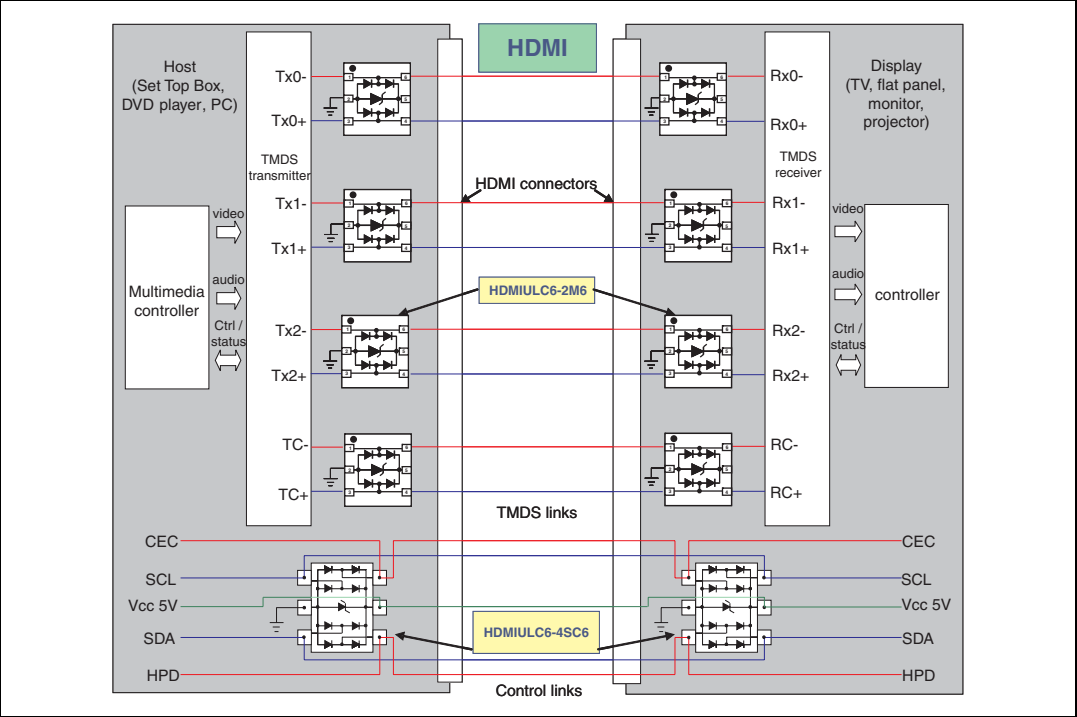 HDMI
Host
(Set Top Box,
DVD player, PC)
Display
(TV, flat panel,
monitor,
projector)
Tx0-
Tx0+
TMDS
transmitter
Tx1-
Tx1+
Tx2-
Tx2+
TC-
TC+
Rx0-
Rx0+
TMDS
receiver
Rx1-
Rx1+
Rx2-
Rx2+
RC-
RC+
HDMI connectors
HDMIULC6-2M6
TMDS links
Multimedia
controller
video
audio
Ctrl /
status
video
audio
Ctrl /
status
controller
CEC
SCL
Vcc 5V
SDA
HPD
HDMIULC6-4SC6
Control links
CEC
SCL
Vcc 5V
SDA
HPD